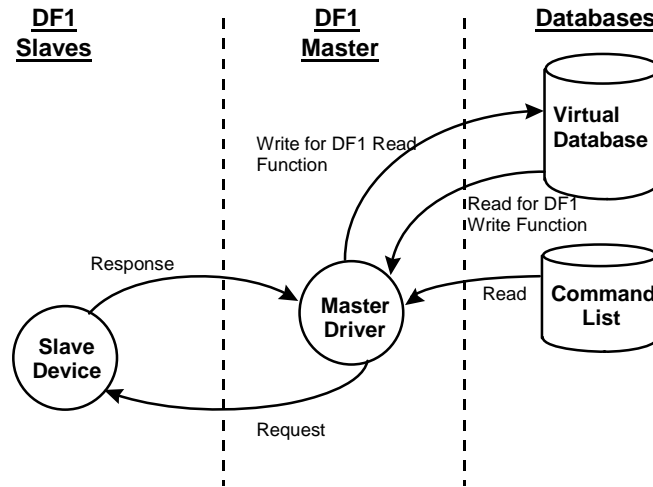 DF1
Slaves
DF1
Master
Databases
Virtual
Database
Write for DF1 Read
Function
Read for DF1
Write Function
Response
Master
Driver
Read
Command
List
Slave
Device
Request